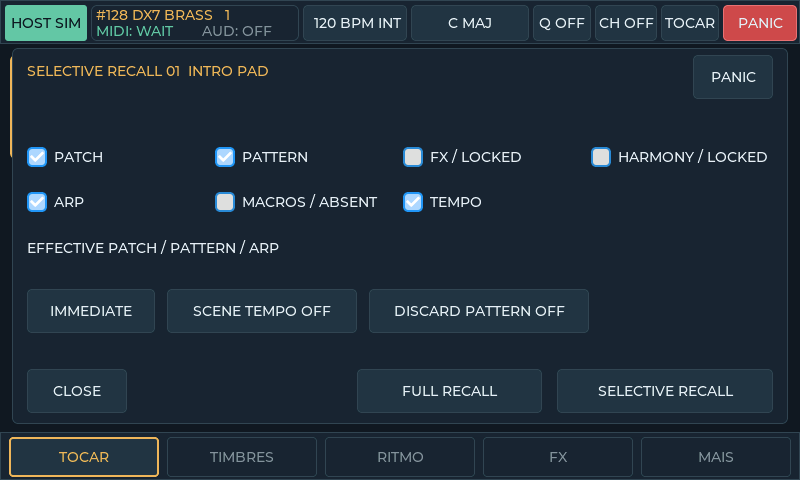 HOST SIM
#128 DX7 BRASS 1
MIDI: WAIT AUD: OFF
120 BPM INT
C MAJ
Q OFF
CH OFF
TOCAR
PANIC
SELECTIVE RECALL 01 INTRO PAD
PANIC
PATCH
PATTERN
FX / LOCKED
HARMONY / LOCKED
ARP
MACROS / ABSENT
TEMPO
EFFECTIVE PATCH / PATTERN / ARP
IMMEDIATE
SCENE TEMPO OFF
DISCARD PATTERN OFF
CLOSE
FULL RECALL
SELECTIVE RECALL
TOCAR
TIMBRES
RITMO
FX
MAIS